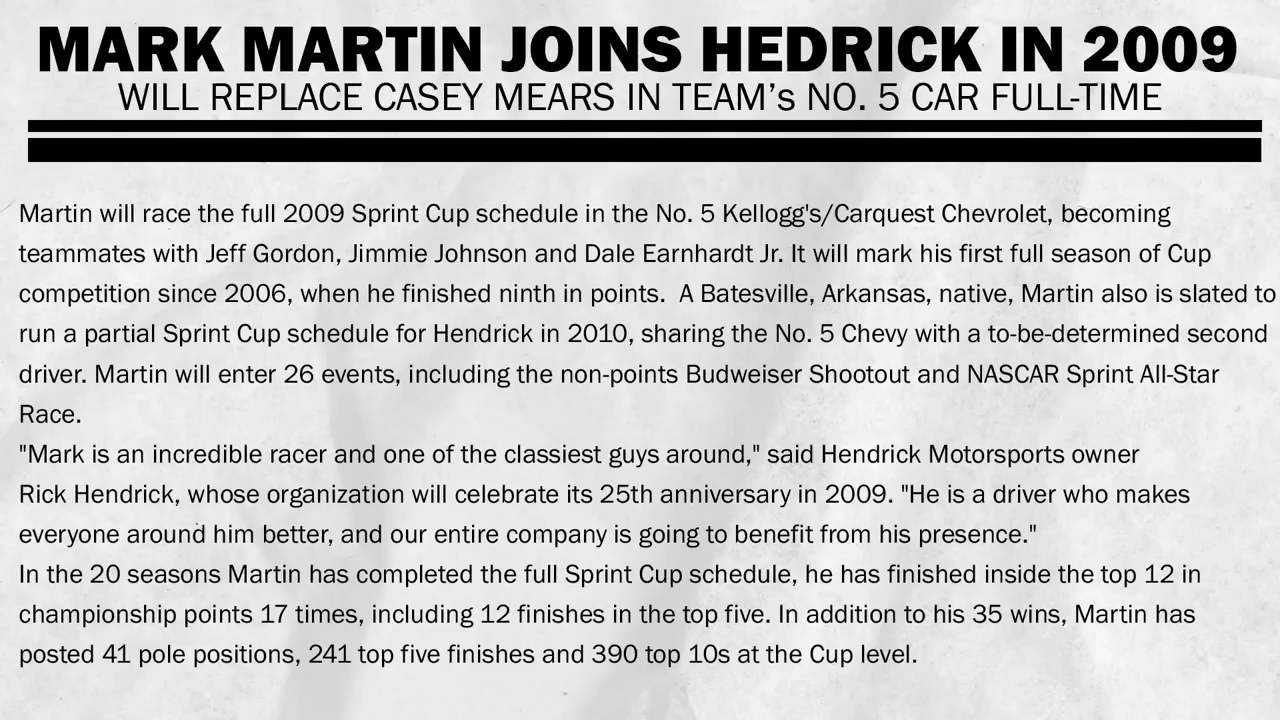 MARK MARTIN JOINS HEDRICK IN 2009
WILL REPLACE CASEY MEARS IN TEAM’s NO. 5 CAR FULL-TIME
Martin will race the full 2009 Sprint Cup schedule in the No. 5 Kellogg's/Carquest Chevrolet, becoming
teammates with Jeff Gordon, Jimmie Johnson and Dale Earnhardt Jr. It will mark his first full season of Cup
competition since 2006, when he finished ninth in points.  A Batesville, Arkansas, native, Martin also is slated to
run a partial Sprint Cup schedule for Hendrick in 2010, sharing the No. 5 Chevy with a to-be-determined second
driver. Martin will enter 26 events, including the non-points Budweiser Shootout and NASCAR Sprint All-Star
Race.
"Mark is an incredible racer and one of the classiest guys around," said Hendrick Motorsports owner
Rick Hendrick, whose organization will celebrate its 25th anniversary in 2009. "He is a driver who makes
everyone around him better, and our entire company is going to benefit from his presence."
In the 20 seasons Martin has completed the full Sprint Cup schedule, he has finished inside the top 12 in
championship points 17 times, including 12 finishes in the top five. In addition to his 35 wins, Martin has
posted 41 pole positions, 241 top five finishes and 390 top 10s at the Cup level.